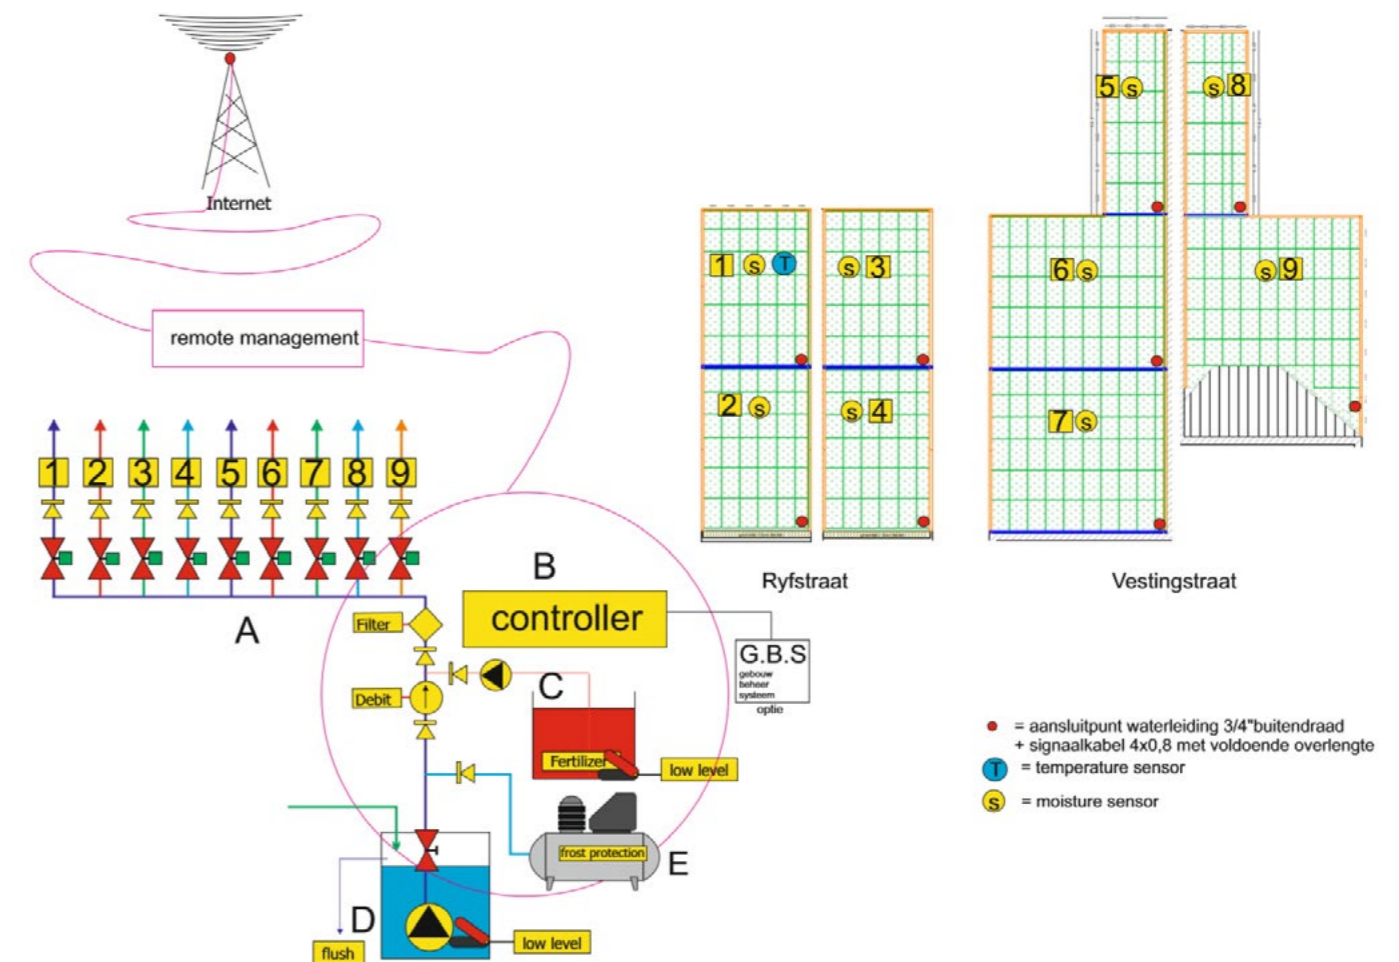 Internet
remote management
1 2 3 4 5 6 7 8 9
A
B
controller
Filter
Debit
C
Fertilizer
low level
G.B.S
gebouw
beheer
systeem
optie
frost protection
E
D
flush
low level
1 S T
S 3
2 S
S 4
Ryfstraat
5 S
S 8
6 S
S 9
7 S
Vestingstraat
= aansluitpunt waterleiding 3/4"buitendraad
+ signaalkabel 4x0,8 met voldoende overlengte
T = temperature sensor
S = moisture sensor